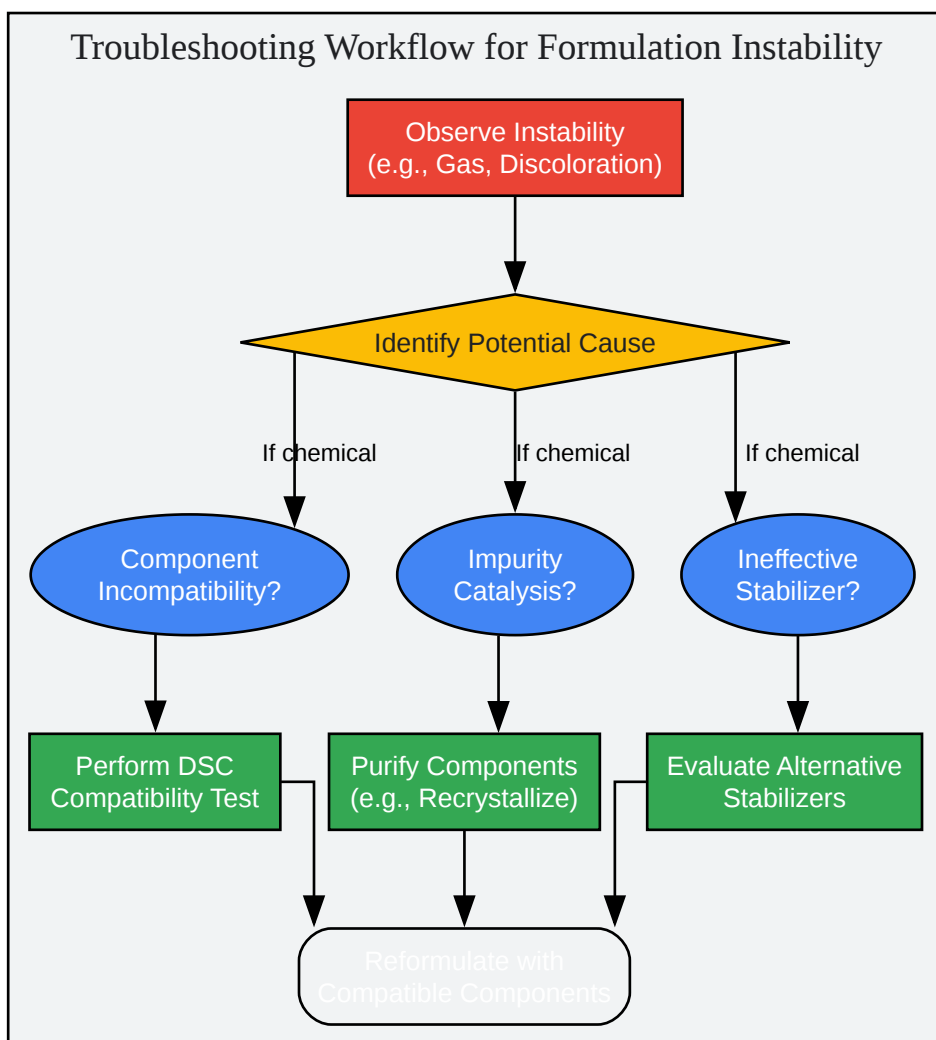 Troubleshooting Workflow for Formulation Instability
Observe Instability
(e.g., Gas, Discoloration)
Identify Potential Cause
If chemical
If chemical
If chemical
Component
Incompatibility?
Impurity
Catalysis?
Ineffective
Stabilizer?
Perform DSC
Compatibility Test
Purify Components
(e.g., Recrystallize)
Evaluate Alternative
Stabilizers
Reformulate with
Compatible Components